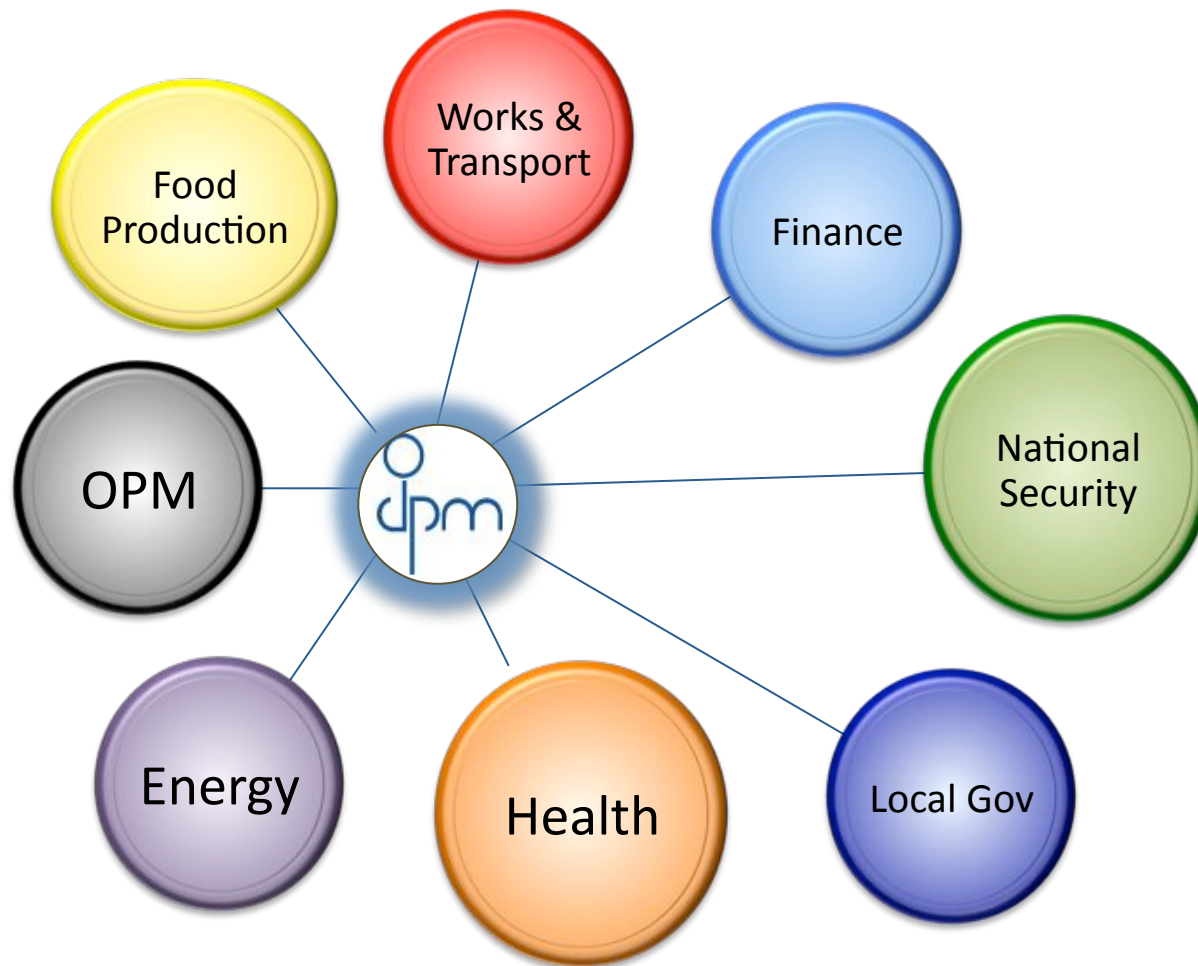 Works &
Transport
Food
Production
Finance
National
Security
OPM
dpm
Energy
Health
Local Gov